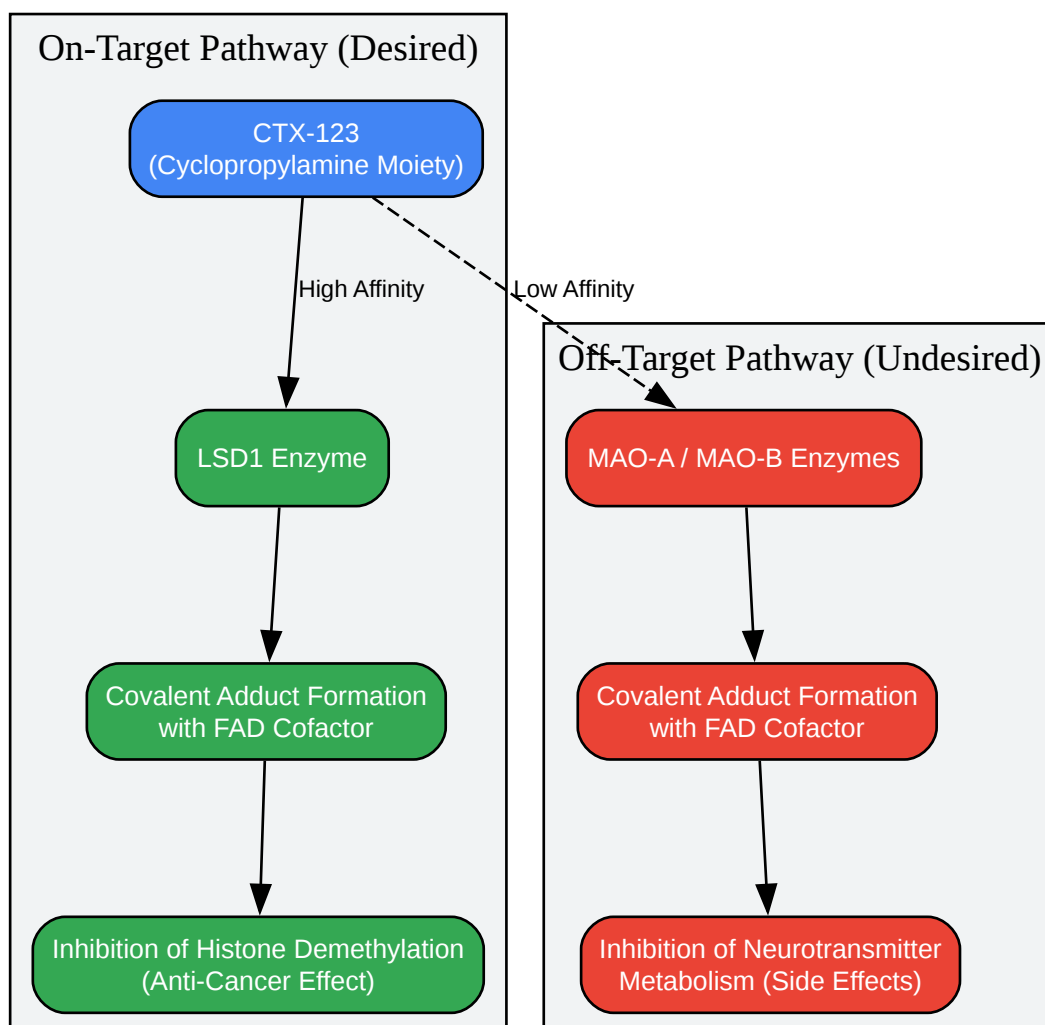 On-Target Pathway (Desired)
CTX-123
(Cyclopropylamine Moiety)
High Affinity
Low Affinity
Off-Target Pathway (Undesired)
LSD1 Enzyme
MAO-A / MAO-B Enzymes
Covalent Adduct Formation
with FAD Cofactor
Covalent Adduct Formation
with FAD Cofactor
Inhibition of Histone Demethylation
(Anti-Cancer Effect)
Inhibition of Neurotransmitter
Metabolism (Side Effects)